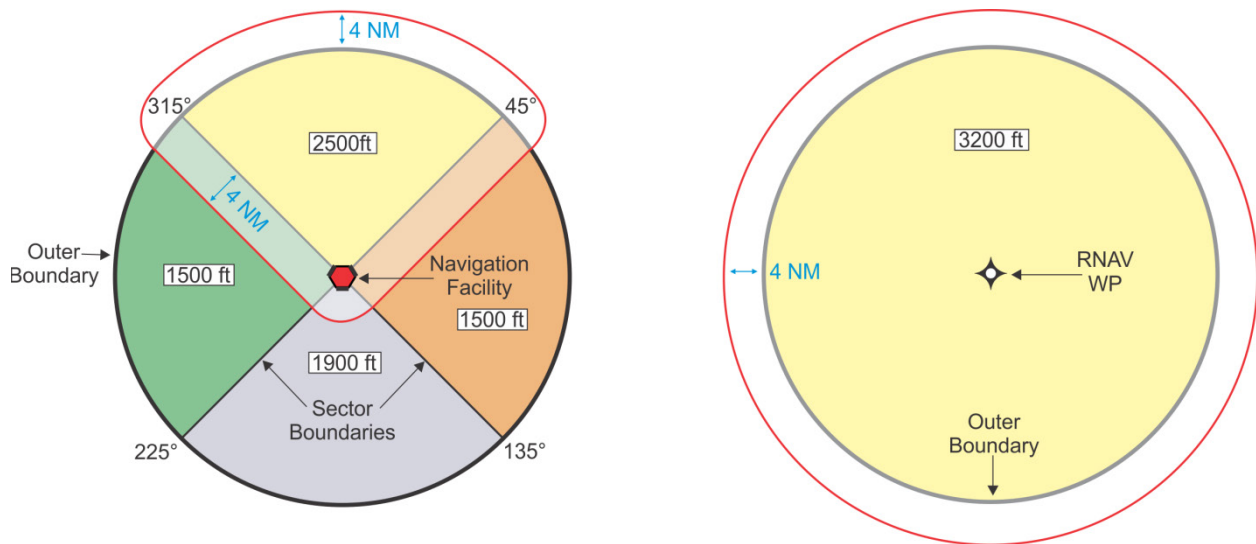 4 NM
315°
45°
2500ft
4 NM
Outer
Boundary
1500 ft
Navigation
Facility
1500 ft
1900 ft
Sector
Boundaries
225°
135°
3200 ft
4 NM
RNAV
WP
Outer
Boundary